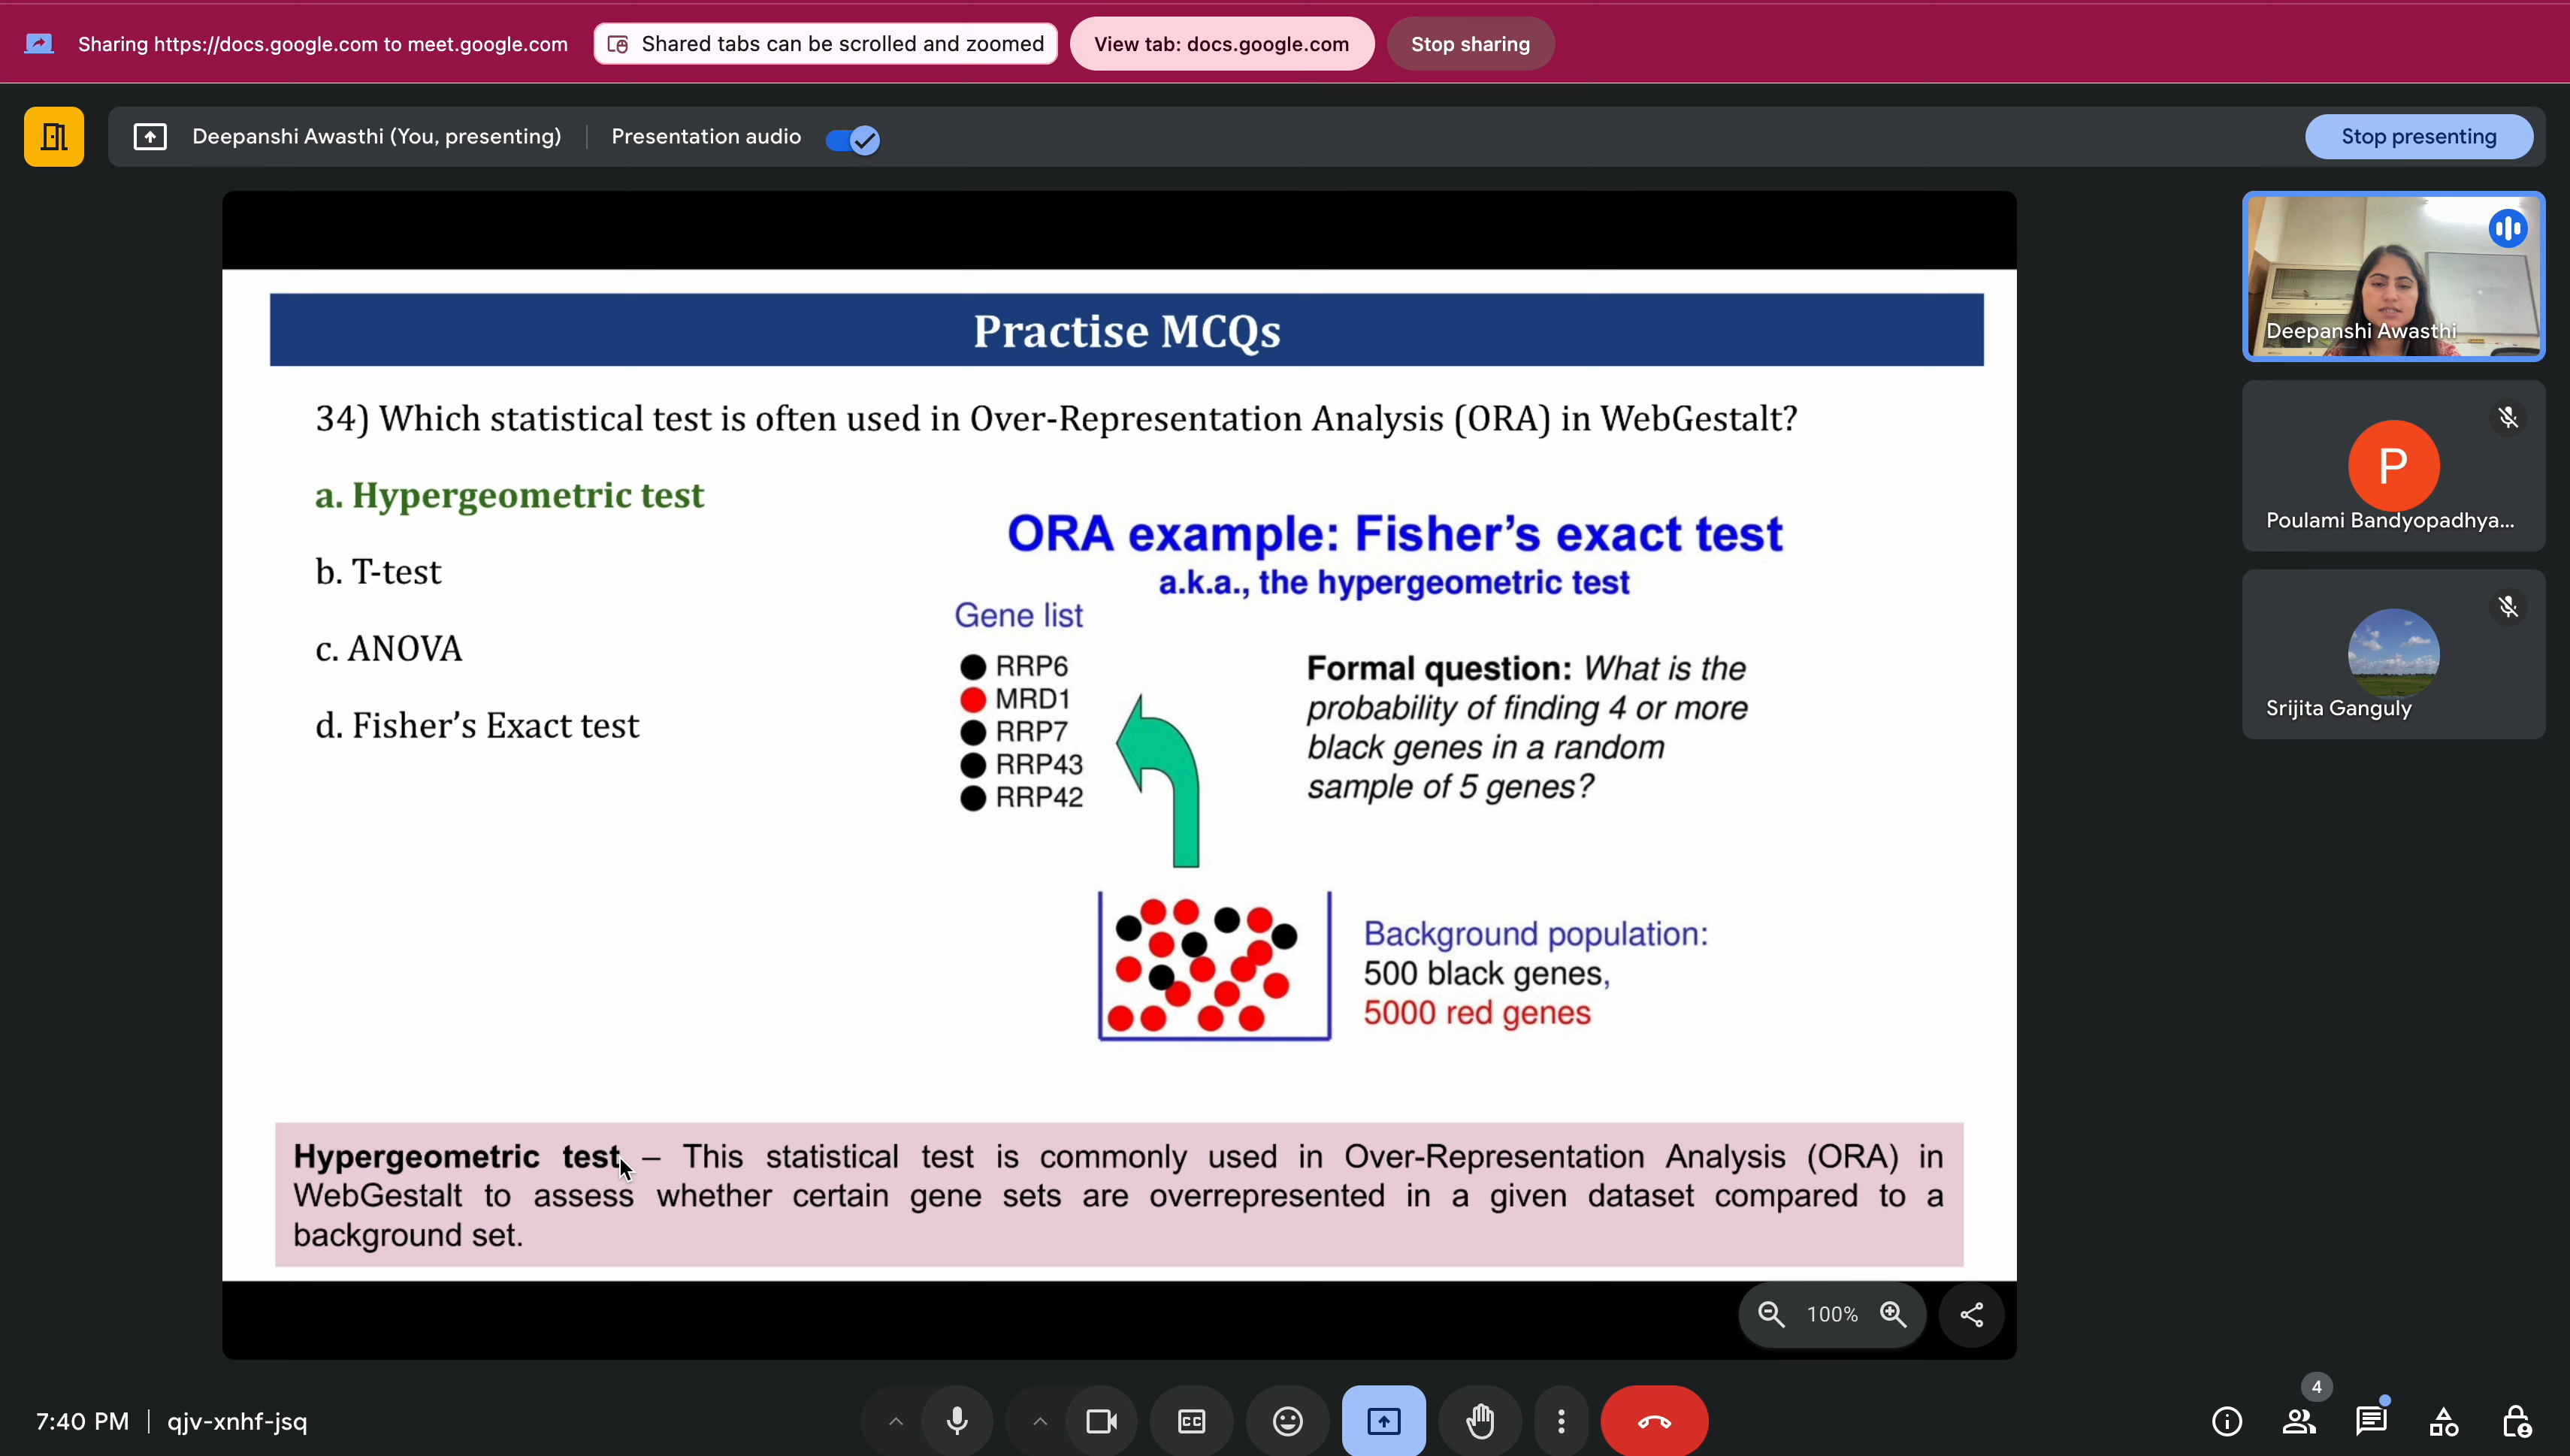 Sharing https://docs.google.com to meet.google.com
Shared tabs can be scrolled and zoomed
View tab: docs.google.com
Stop sharing
Deepanshi Awasthi (You, presenting)
Presentation audio
Stop presenting
Practise MCQs
34) Which statistical test is often used in Over-Representation Analysis (ORA) in WebGestalt?
a. Hypergeometric test
b. T-test
c. ANOVA
d. Fisher's Exact test
ORA example: Fisher's exact test
a.k.a., the hypergeometric test
Gene list
RRP6
MRD1
RRP7
RRP43
RRP42
Formal question: What is the
probability of finding 4 or more
black genes in a random
sample of 5 genes?
Background population:
500 black genes,
5000 red genes
Hypergeometric test – This statistical test is commonly used in Over-Representation Analysis (ORA) in
WebGestalt to assess whether certain gene sets are overrepresented in a given dataset compared to a
background set.
100%
Deepanshi Awasthi
P
Poulami Bandyopadhya...
Srijita Ganguly
7:40 PM
qjv-xnhf-jsq
CC
4